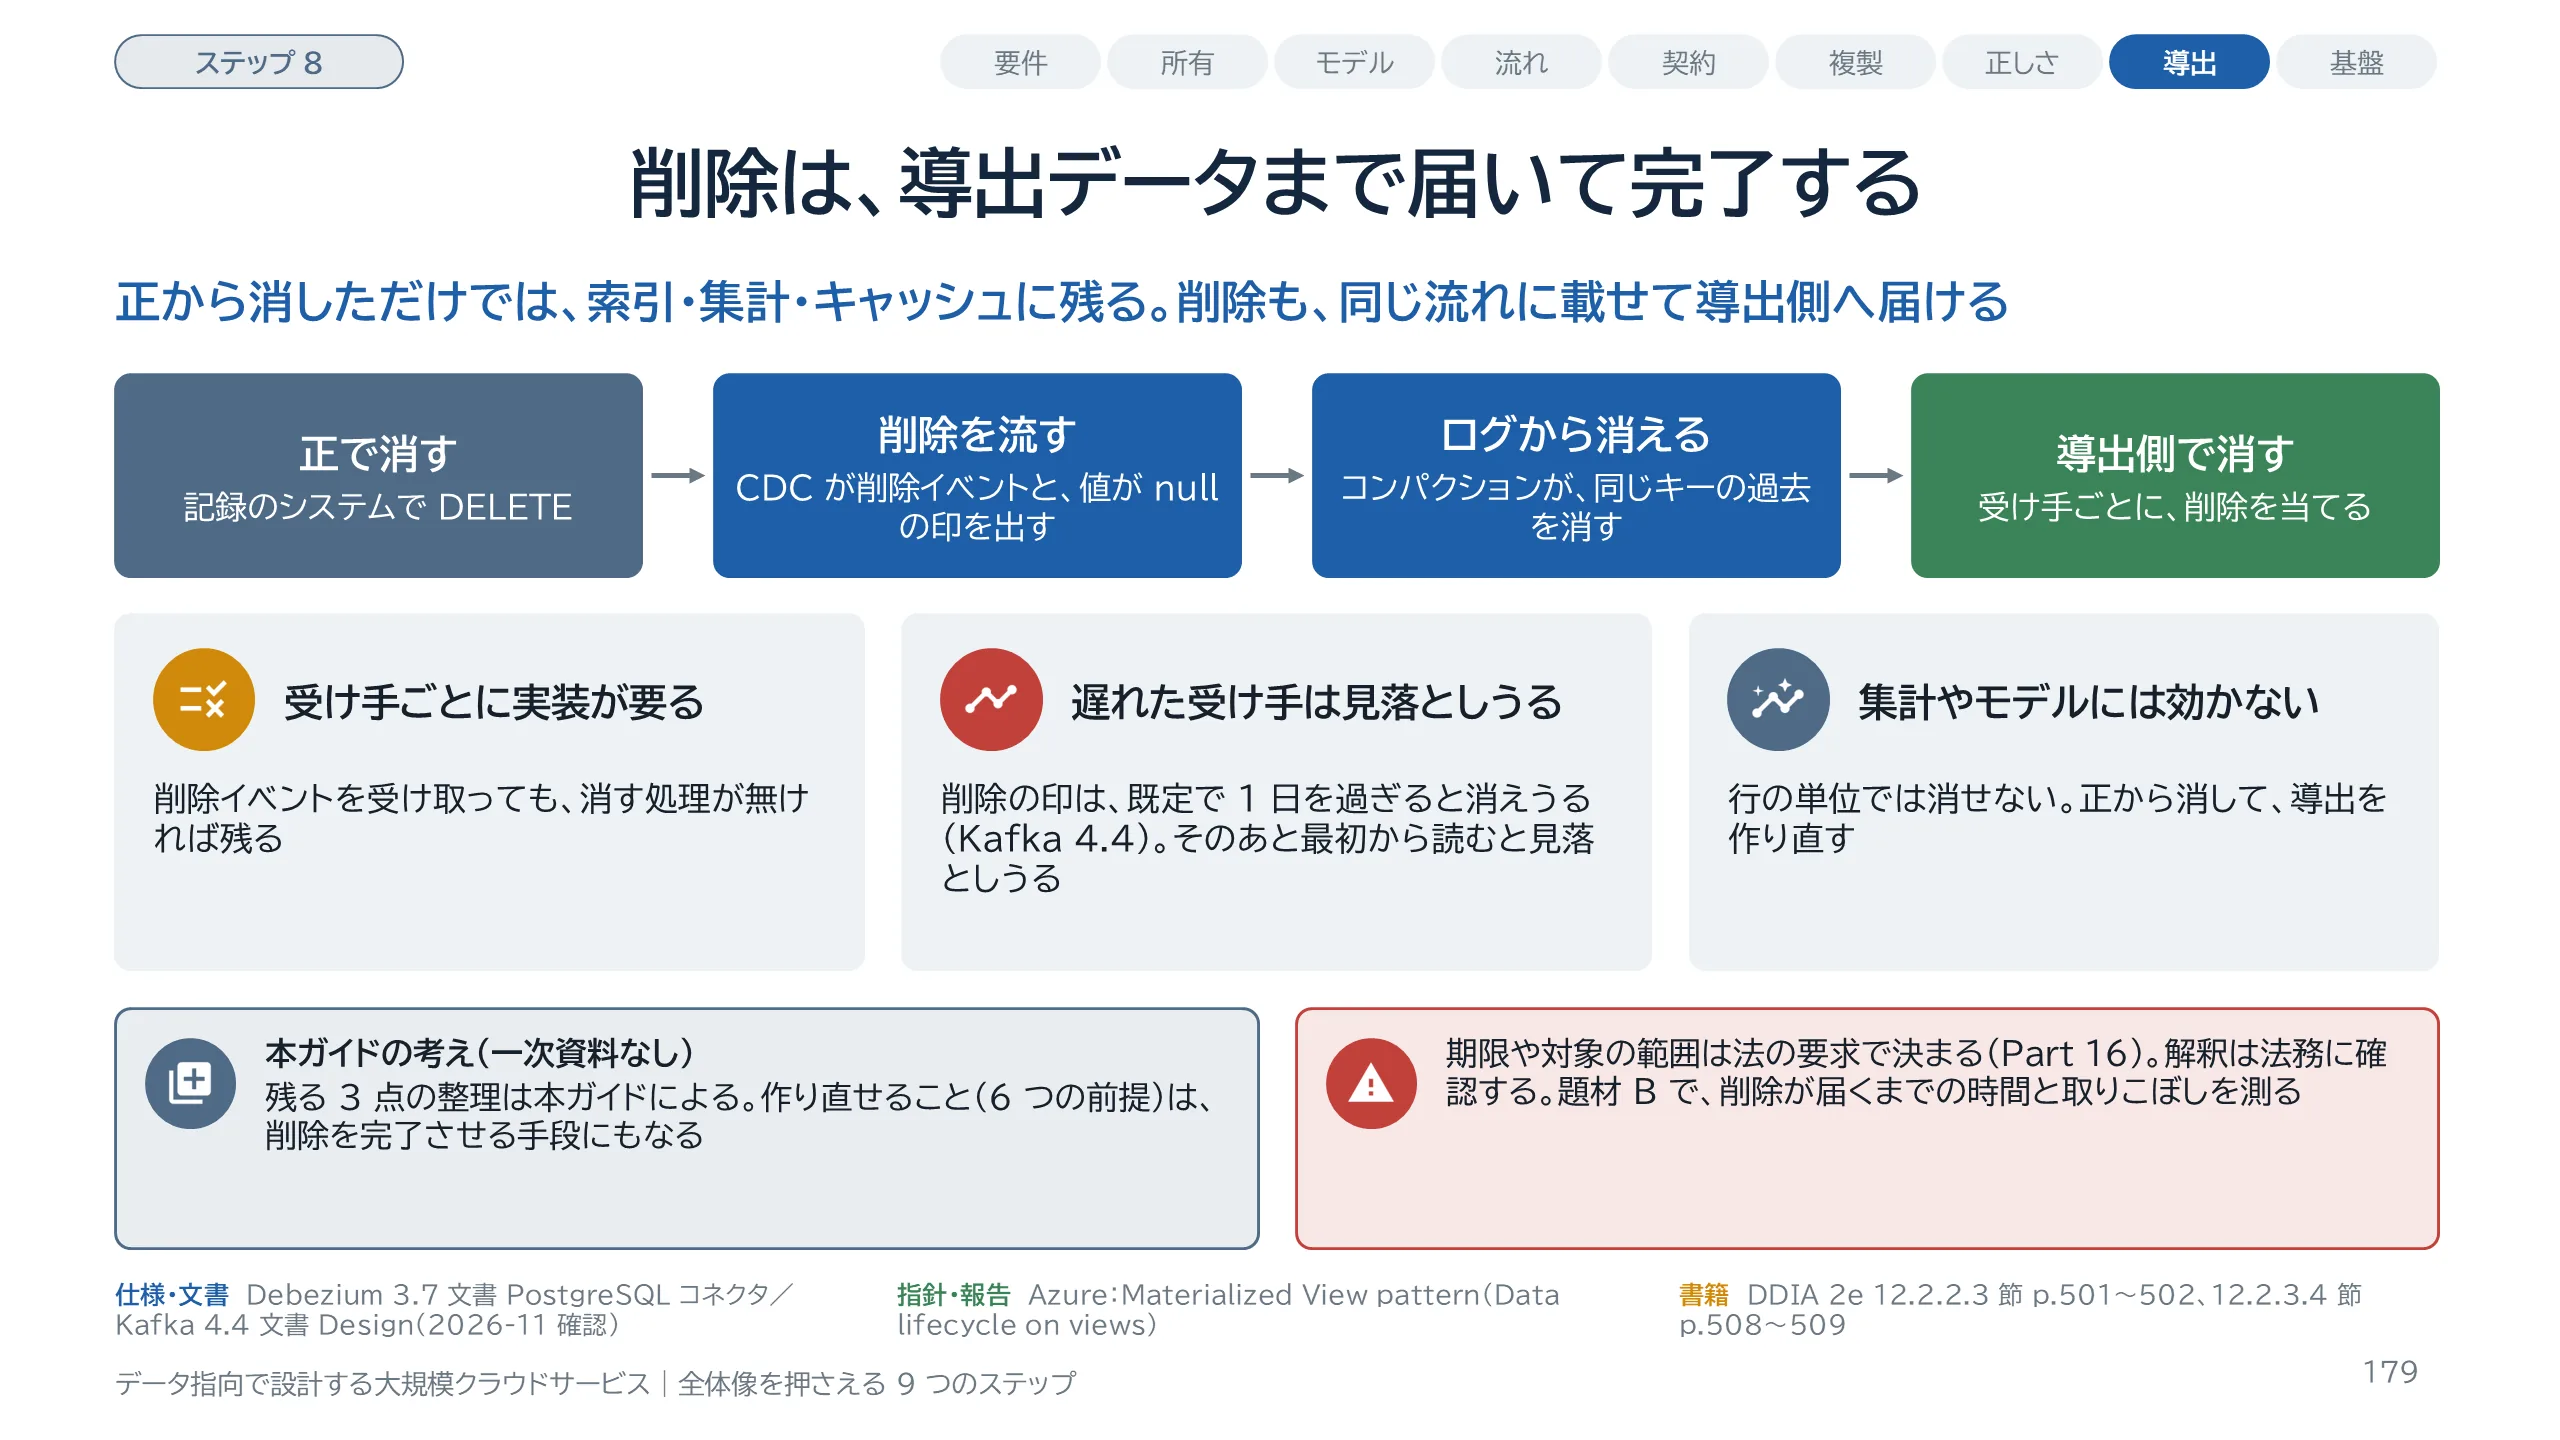 ステップ 8
要件
所有
モデル
流れ
契約
複製
正しさ
導出
基盤
削除は、導出データまで届いて完了する
正から消しただけでは、索引・集計・キャッシュに残る。削除も、同じ流れに載せて導出側へ届ける
正で消す
記録のシステムで DELETE
削除を流す
CDC が削除イベントと、値が null
の印を出す
ログから消える
コンパクションが、同じキーの過去
を消す
導出側で消す
受け手ごとに、削除を当てる
受け手ごとに実装が要る
削除イベントを受け取っても、消す処理が無け
れば残る
遅れた受け手は見落としうる
削除の印は、既定で 1 日を過ぎると消えうる
（Kafka 4.4）。そのあと最初から読むと見落
としうる
集計やモデルには効かない
行の単位では消せない。正から消して、導出を
作り直す
本ガイドの考え（一次資料なし）
残る 3 点の整理は本ガイドによる。作り直せること（6 つの前提）は、
削除を完了させる手段にもなる
期限や対象の範囲は法の要求で決まる（Part 16）。解釈は法務に確
認する。題材 B で、削除が届くまでの時間と取りこぼしを測る
仕様・文書 Debezium 3.7 文書 PostgreSQL コネクタ／
Kafka 4.4 文書 Design（2026-11 確認）
指針・報告 Azure：Materialized View pattern（Data
lifecycle on views）
書籍 DDIA 2e 12.2.2.3 節 p.501～502、12.2.3.4 節
p.508～509
データ指向で設計する大規模クラウドサービス｜全体像を押さえる 9 つのステップ
179